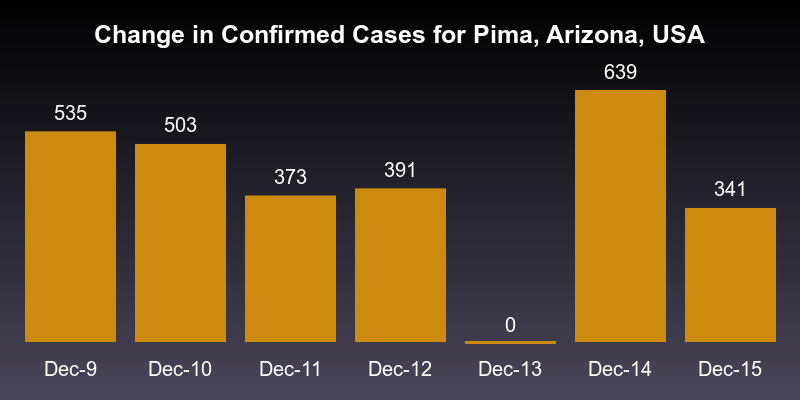 Change in Confirmed Cases for Pima, Arizona, USA
535
503
373
391
0
639
341
Dec-9
Dec-10
Dec-11
Dec-12
Dec-13
Dec-14
Dec-15